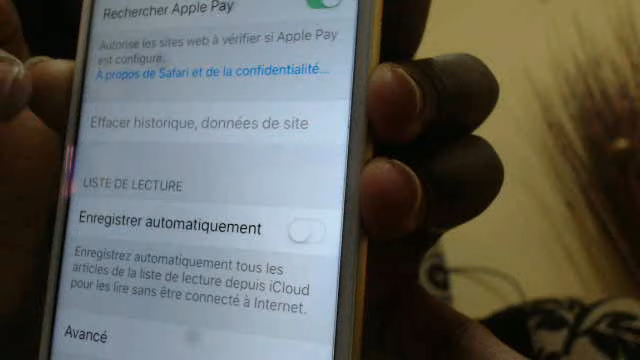 Rechercher Apple Pay
Autorise les sites web à vérifier si Apple Pay
est configuré.
À propos de Safari et de la confidentialité...
Effacer historique, données de site
LISTE DE LECTURE
Enregistrer automatiquement
Enregistrez automatiquement tous les
articles de la liste de lecture depuis iCloud
pour les lire sans être connecté à Internet.
Avancé